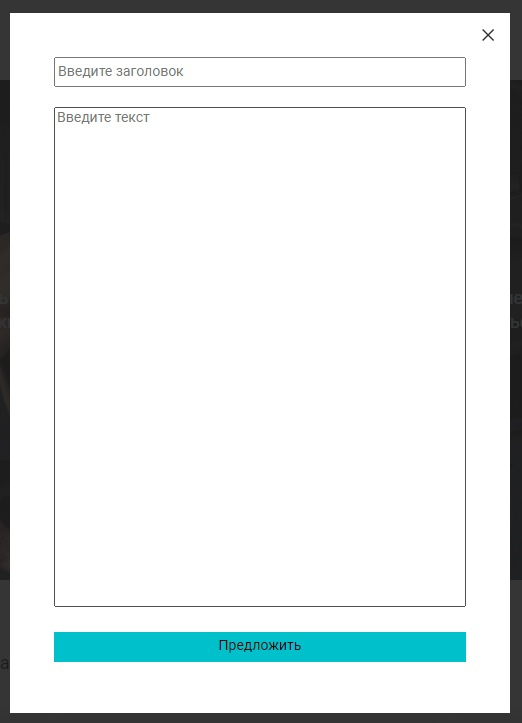 Введите заголовок
Введите текст
Предложить